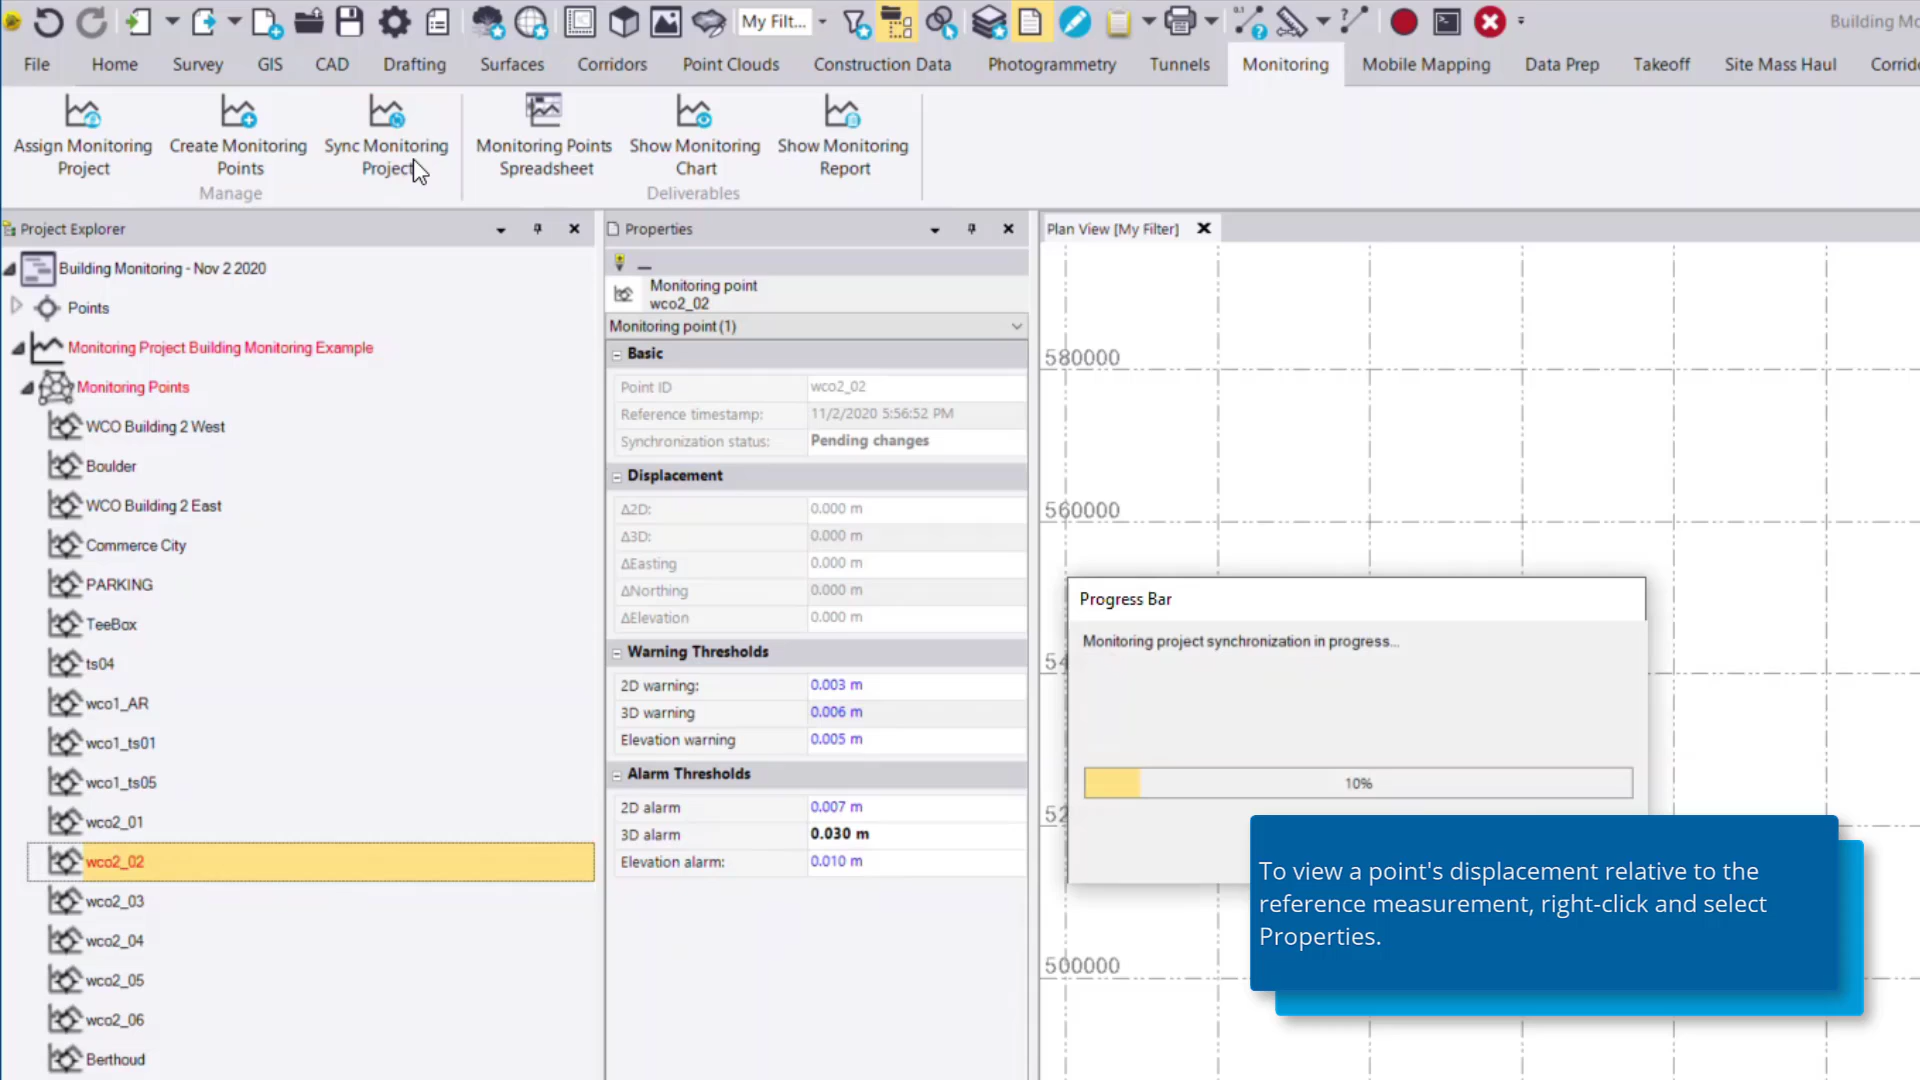 My Filt...
Building Mo
File
Home
Survey
GIS
CAD
Drafting
Surfaces
Corridors
Point Clouds
Construction Data
Photogrammetry
Tunnels
Monitoring
Mobile Mapping
Data Prep
Takeoff
Site Mass Haul
Corrido
Assign Monitoring
Project
Create Monitoring
Points
Sync Monitoring
Project
Manage
Monitoring Points
Spreadsheet
Show Monitoring
Chart
Show Monitoring
Report
Deliverables
Project Explorer
Building Monitoring - Nov 2 2020
Points
Monitoring Project Building Monitoring Example
Monitoring Points
WCO Building 2 West
Boulder
WCO Building 2 East
Commerce City
PARKING
TeeBox
ts04
wco1_AR
wco1_ts01
wco1_ts05
wco2_01
wco2_02
wco2_03
wco2_04
wco2_05
wco2_06
Berthoud
Properties
Monitoring point
wco2_02
Monitoring point (1)
Basic
Point ID wco2_02
Reference timestamp: 11/2/2020 5:56:52 PM
Synchronization status: Pending changes
Displacement
Δ2D: 0.000 m
Δ3D: 0.000 m
ΔEasting 0.000 m
ΔNorthing 0.000 m
ΔElevation 0.000 m
Warning Thresholds
2D warning: 0.003 m
3D warning 0.006 m
Elevation warning 0.005 m
Alarm Thresholds
2D alarm 0.007 m
3D alarm 0.030 m
Elevation alarm: 0.010 m
Plan View [My Filter]
580000
560000
54
52
500000
Progress Bar
Monitoring project synchronization in progress...
10%
To view a point's displacement relative to the
reference measurement, right-click and select
Properties.